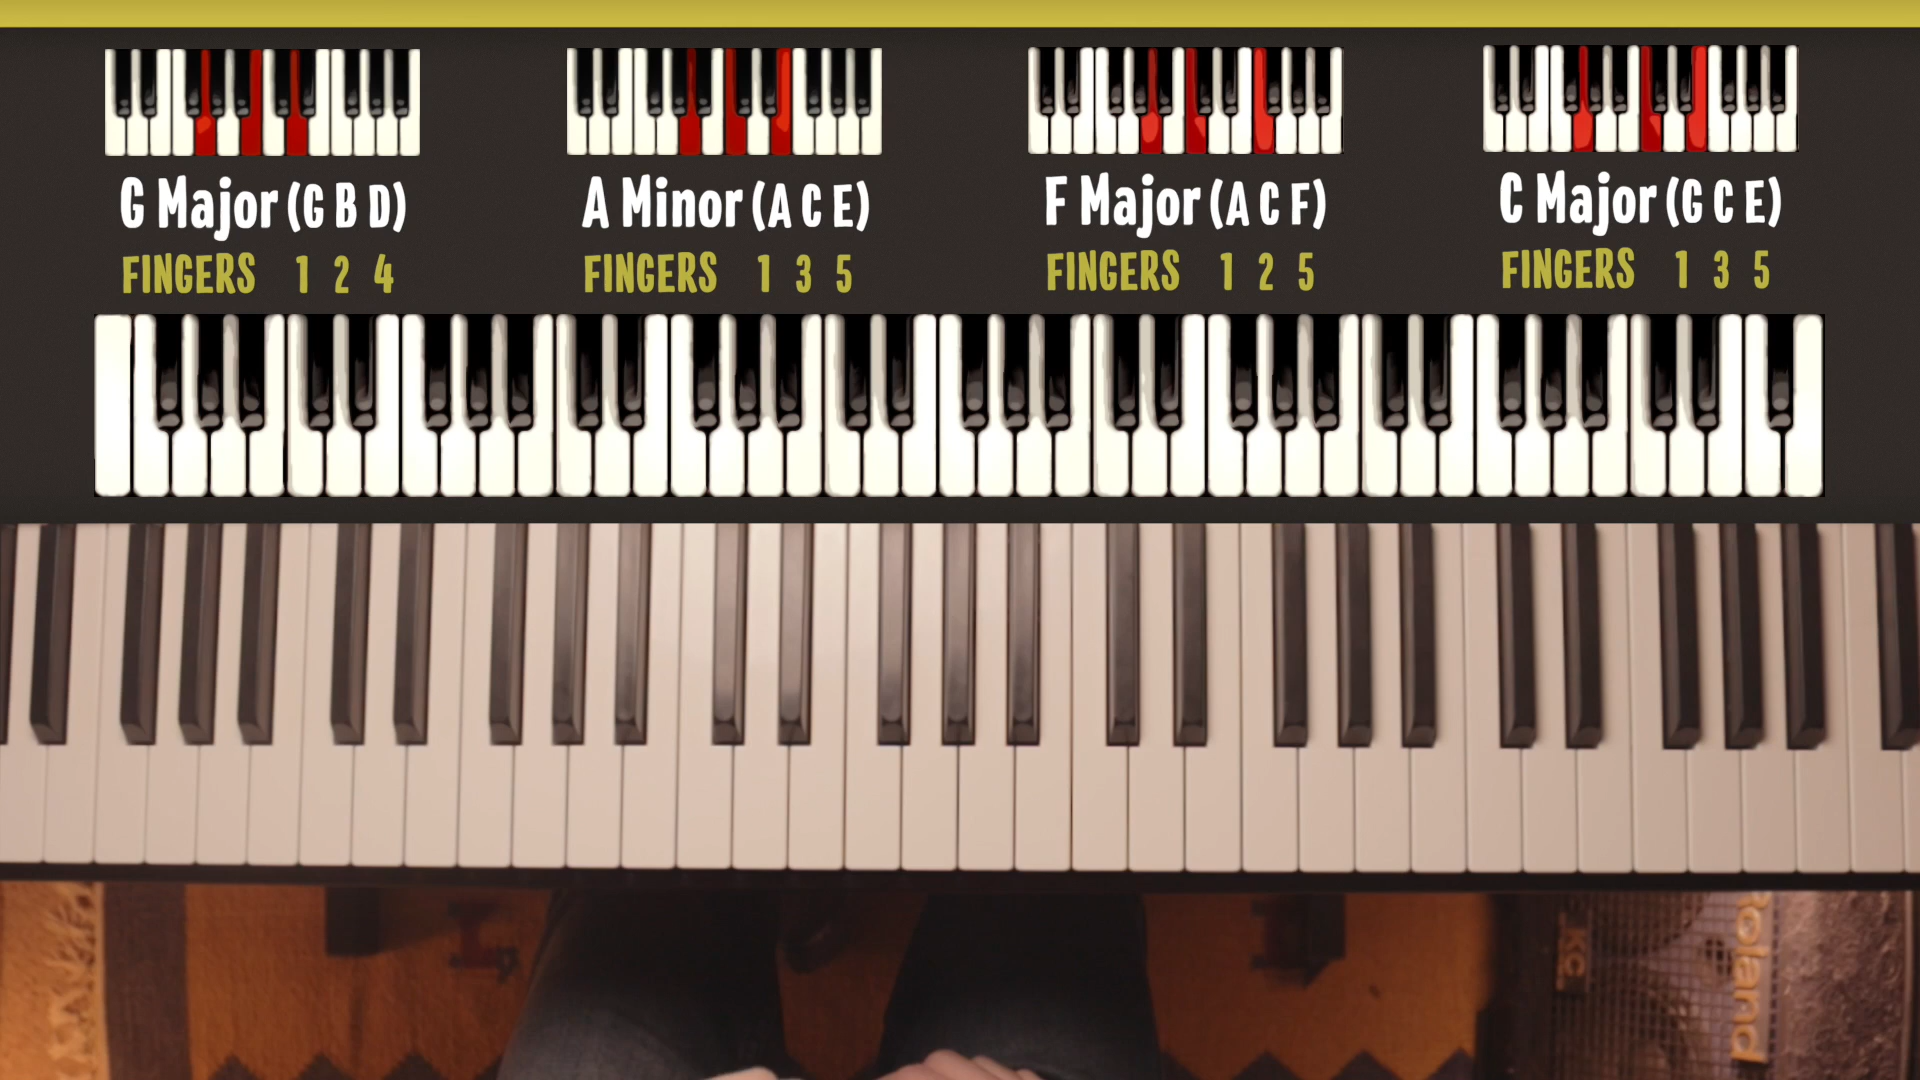 G Major (G B D)
FINGERS 1 2 4
A Minor (A C E)
FINGERS 1 3 5
F Major (A C F)
FINGERS 1 2 5
C Major (G C E)
FINGERS 1 3 5
KC
Roland